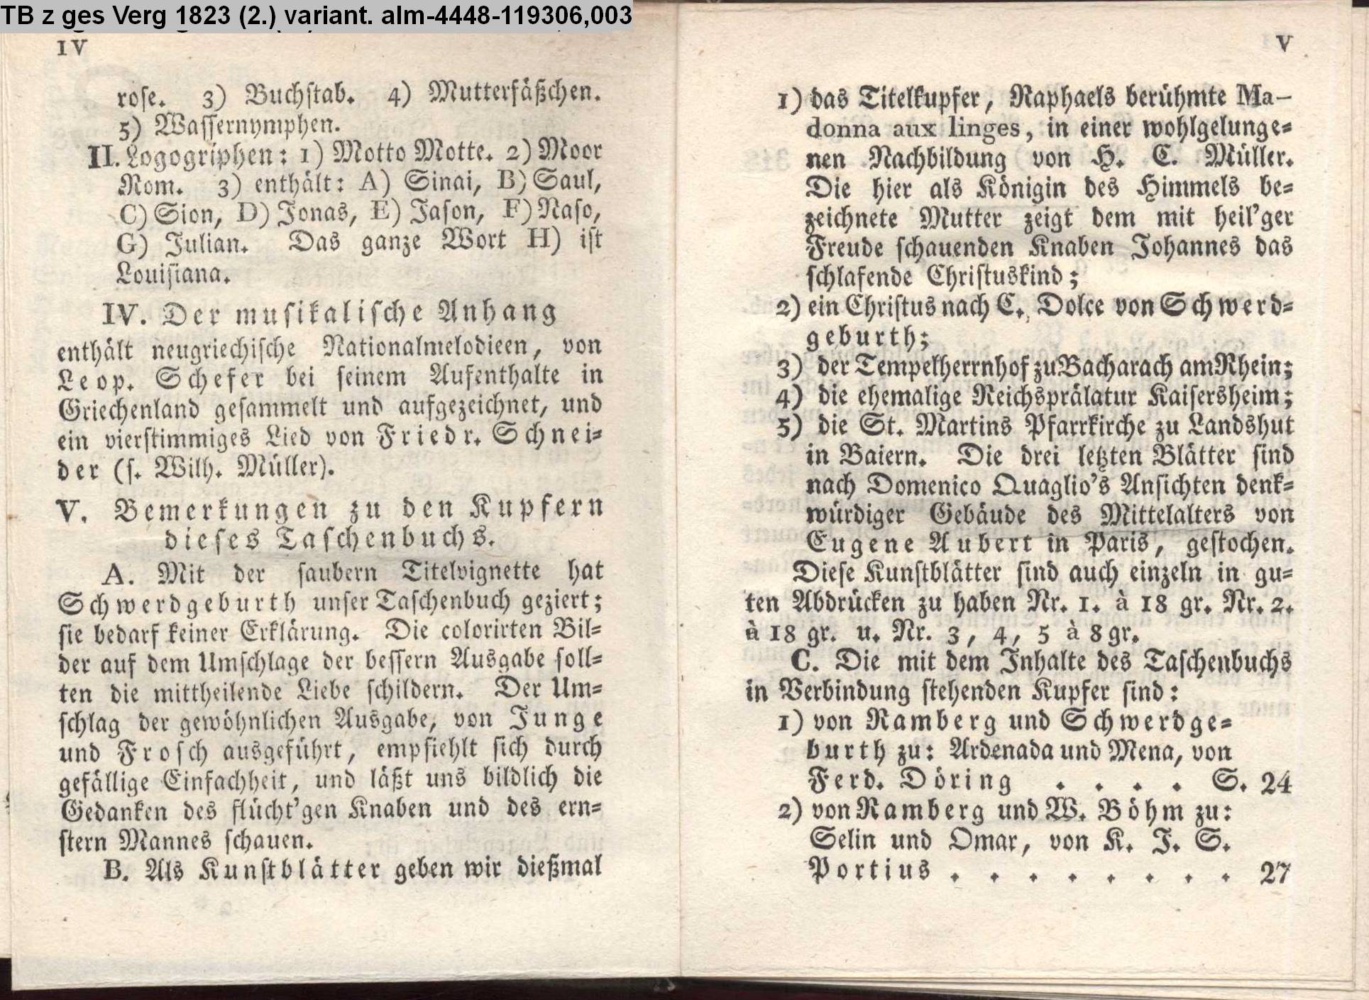 TB z ges Verg 1823 (2.) variant. alm-4448-119306,003
IV
rose. 3) Buchstab. 4) Mutterfäßchen.
5) Wassernymphen.
II. Logogriphen: 1) Motto Motte. 2) Moor
Rom. 3) enthält: A) Sinai, B) Saul,
C) Sion, D) Jonas, E) Jason, F) Naso,
G) Julian. Das ganze Wort H) ist
Louisiana.
IV. Der musikalische Anhang
enthält neugriechische Nationalmelodieen, von
Leop. Schefer bei seinem Aufenthalte in
Griechenland gesammelt und aufgezeichnet, und
ein vierstimmiges Lied von Friedr. Schnei-
der (s. Wilh. Müller).
V. Bemerkungen zu den Kupfern
dieses Taschenbuchs.
A. Mit der saubern Titelvignette hat
Schwerdgeburth unser Taschenbuch geziert;
sie bedarf keiner Erklärung. Die colorirten Bil-
der auf dem Umschlage der bessern Ausgabe soll-
ten die mittheilende Liebe schildern. Der Um-
schlag der gewöhnlichen Ausgabe, von Junge
und Frosch ausgeführt, empfiehlt sich durch
gefällige Einfachheit, und läßt uns bildlich die
Gedanken des flücht'gen Knaben und des ern-
stern Mannes schauen.
B. Als Kunstblätter geben wir dießmal
V
1) das Titelkupfer, Raphaels berühmte Ma-
donna aux linges, in einer wohlgelunge-
nen Nachbildung von H. C. Müller.
Die hier als Königin des Himmels be-
zeichnete Mutter zeigt dem mit heil'ger
Freude schauenden Knaben Johannes das
schlafende Christuskind;
2) ein Christus nach C. Dolce von Schwerd-
geburth;
3) der Tempelherrnhof zu Bacharach am Rhein;
4) die ehemalige Reichsprälatur Kaisersheim;
5) die St. Martins Pfarrkirche zu Landshut
in Baiern. Die drei letzten Blätter sind
nach Domenico Quaglio's Ansichten denk-
würdiger Gebäude des Mittelalters von
Eugene Aubert in Paris, gestochen.
Diese Kunstblätter sind auch einzeln in gu-
ten Abdrücken zu haben Nr. 1. à 18 gr. Nr. 2.
à 18 gr. u. Nr. 3, 4, 5 à 8 gr.
C. Die mit dem Inhalte des Taschenbuchs
in Verbindung stehenden Kupfer sind:
1) von Ramberg und Schwerdge-
burth zu: Ardenada und Mena, von
Ferd. Döring . . . . S. 24
2) von Ramberg und W. Böhm zu:
Selin und Omar, von K. J. S.
Portius . . . . . . . . 27